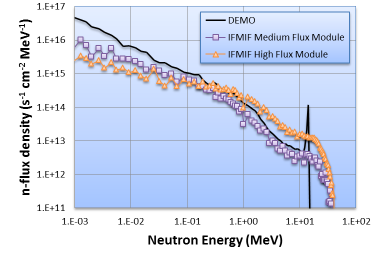 1.E+17
1.E+16
1.E+15
1.E+14
1.E+13
1.E+12
1.E+11
n-flux density (s⁻¹ cm⁻² MeV⁻¹)
DEMO
IFMIF Medium Flux Module
IFMIF High Flux Module
1.E-03 1.E-02 1.E-01 1.E+00 1.E+01 1.E+02
Neutron Energy (MeV)